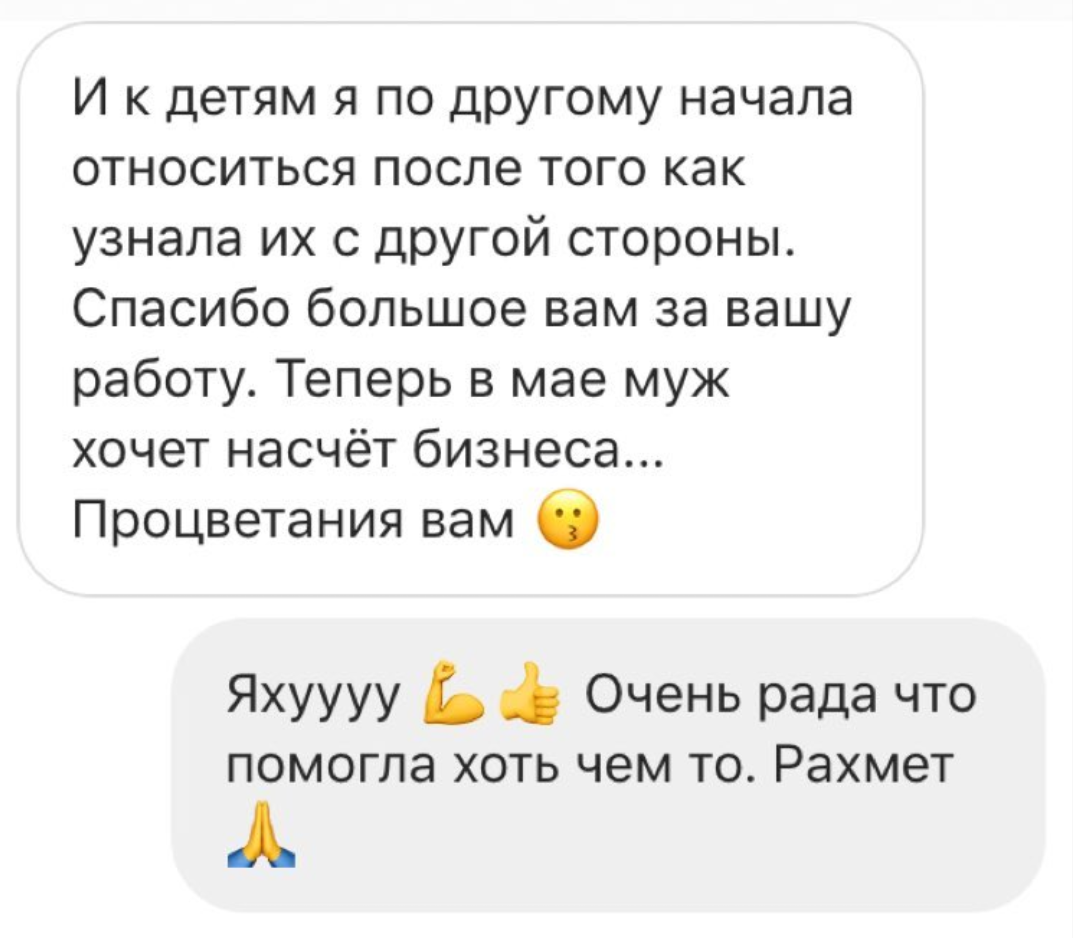 И к детям я по другому начала
относиться после того как
узнала их с другой стороны.
Спасибо большое вам за вашу
работу. Теперь в мае муж
хочет насчёт бизнеса...
Процветания вам 😗
Яхуууу 💪👍 Очень рада что
помогла хоть чем то. Рахмет
🙏